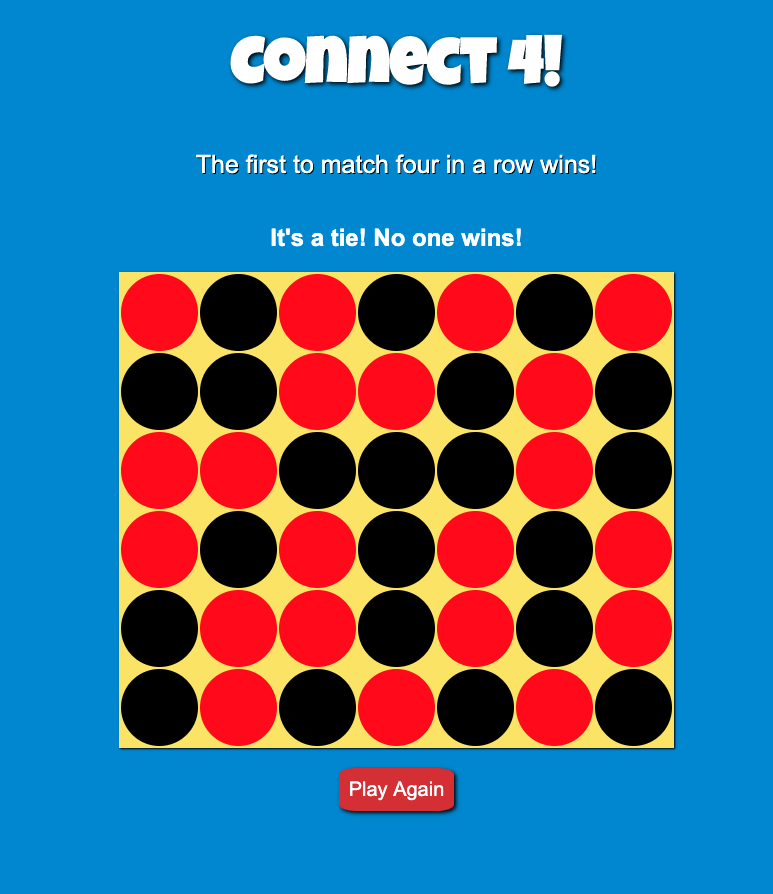 Connect 4!
The first to match four in a row wins!
It's a tie! No one wins!
Play Again